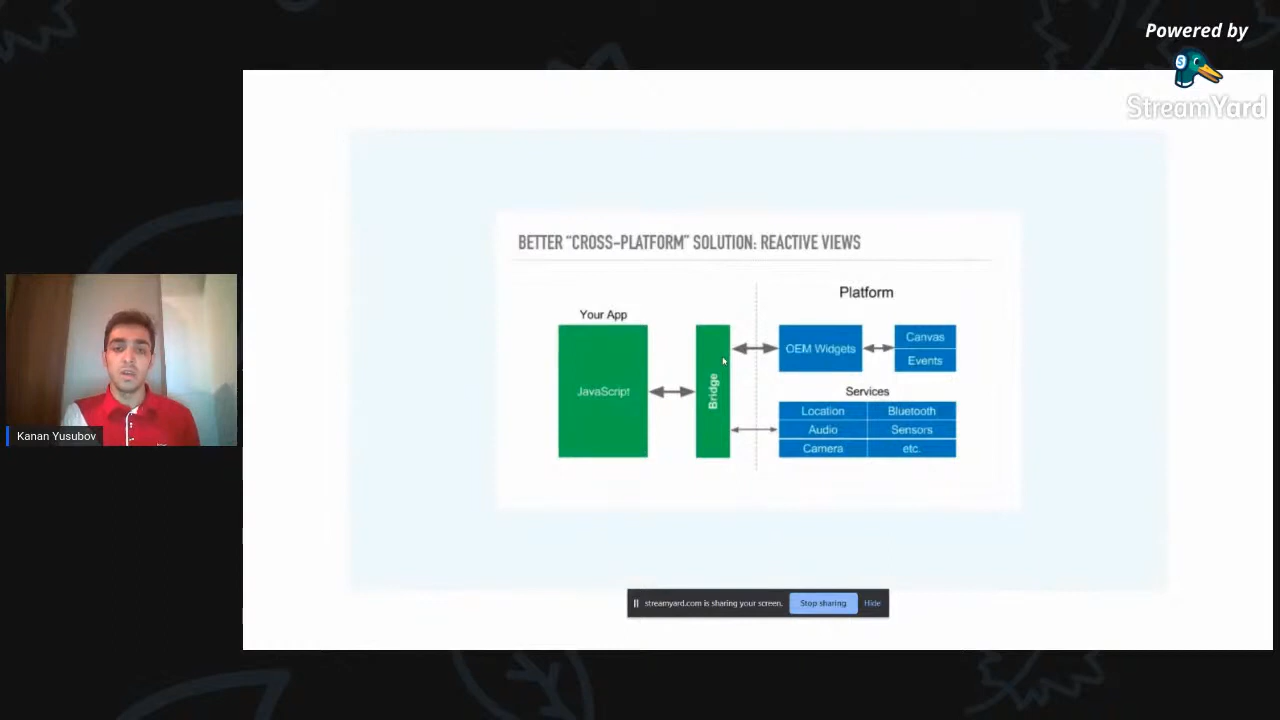 Powered by
StreamYard
BETTER "CROSS-PLATFORM" SOLUTION: REACTIVE VIEWS
Platform
Your App
JavaScript
Bridge
OEM Widgets
Canvas
Events
Services
Location
Bluetooth
Audio
Sensors
Camera
etc.
Kanan Yusubov
streamyard.com is sharing your screen.
Stop sharing
Hide